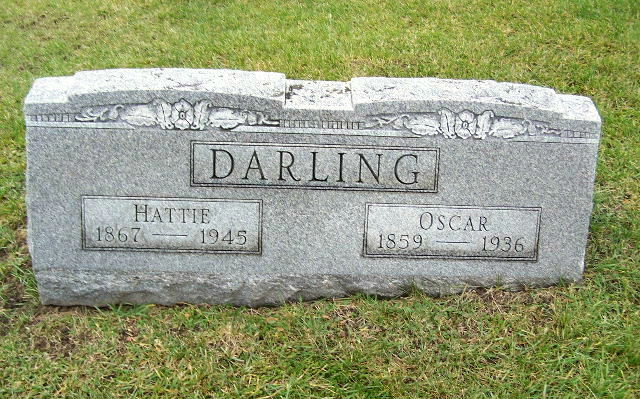 DARLING
HATTIE
1867 — 1945
OSCAR
1859 — 1936